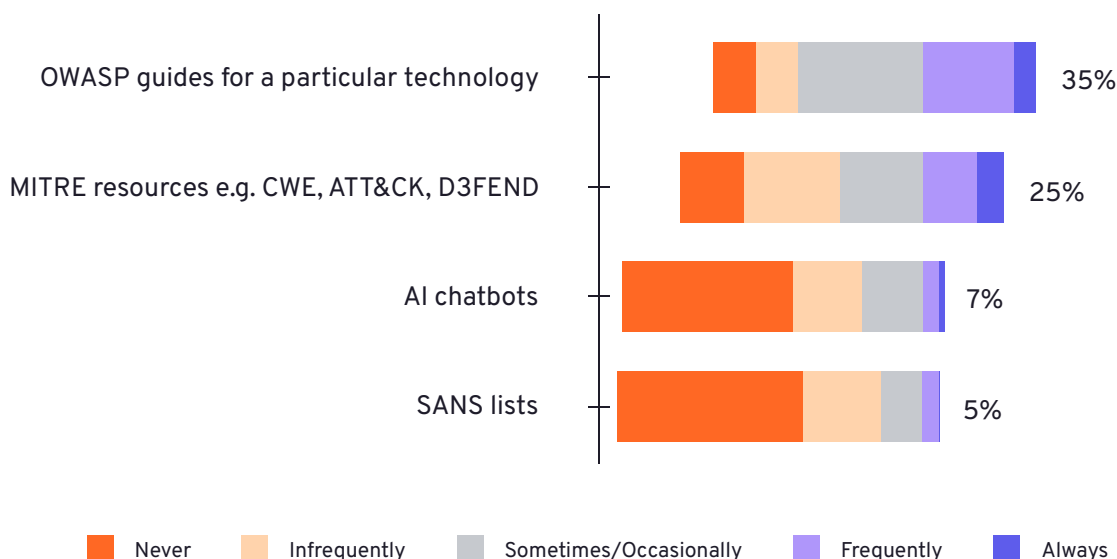 OWASP guides for a particular technology 35%
MITRE resources e.g. CWE, ATT&CK, D3FEND 25%
AI chatbots 7%
SANS lists 5%
Never Infrequently Sometimes/Occasionally Frequently Always